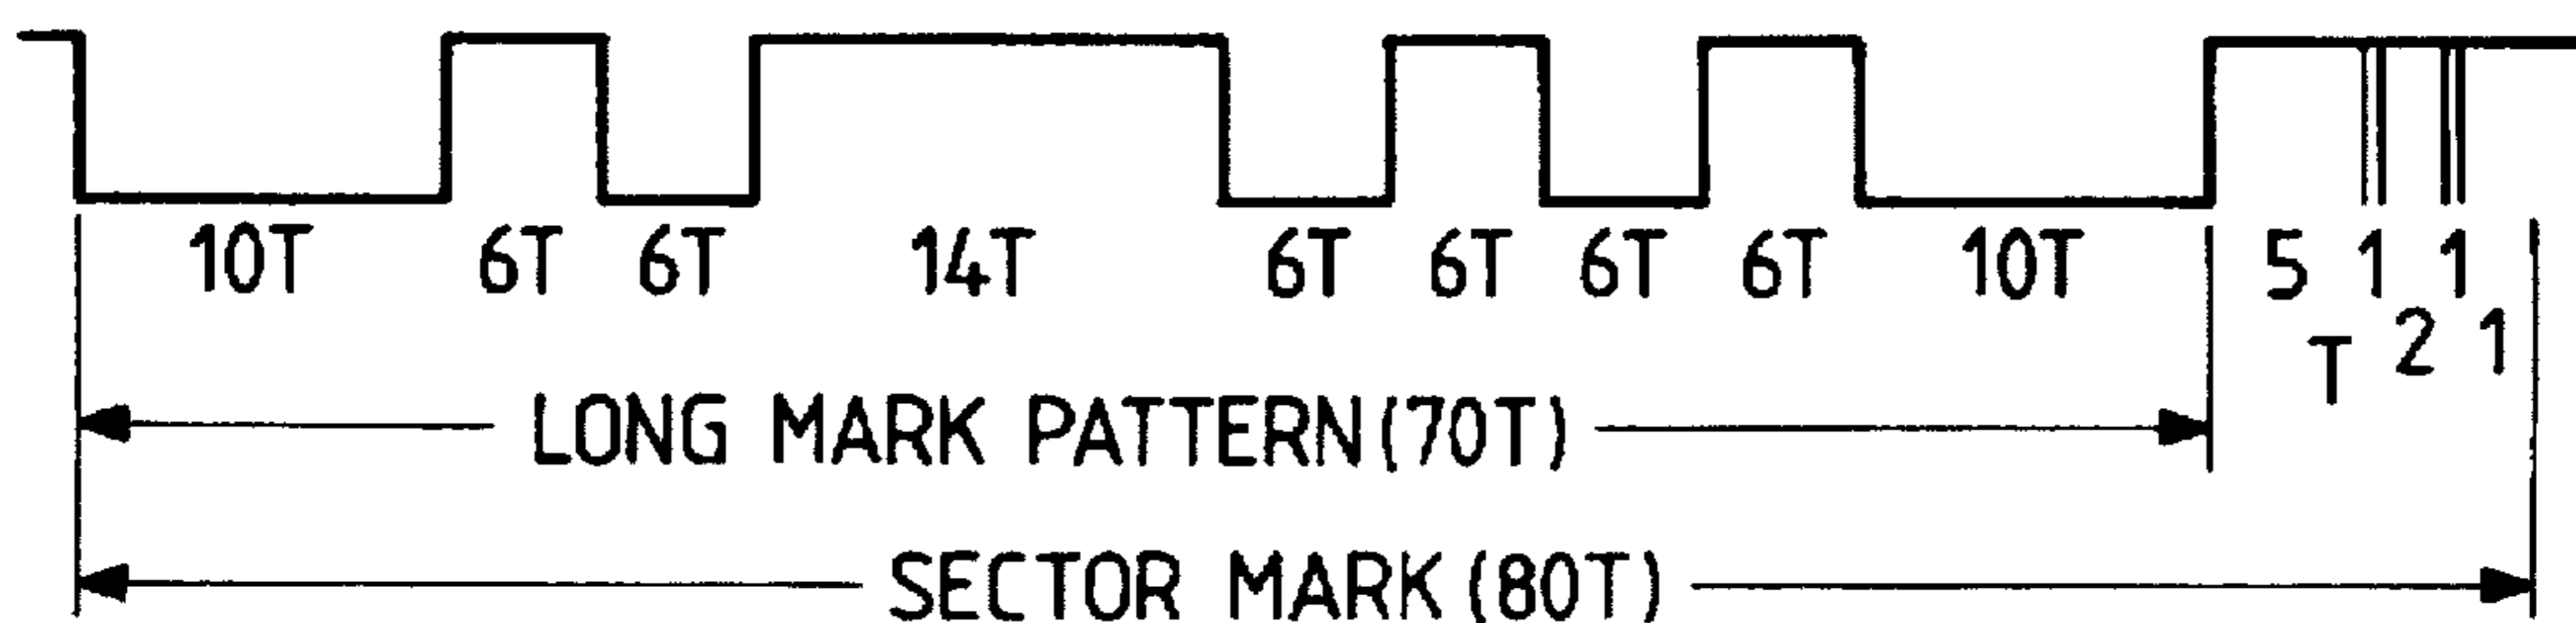 10T 6T 6T 14T 6T 6T 6T 6T 10T 5 1 1
T 2 1
LONG MARK PATTERN(70T)
SECTOR MARK(80T)